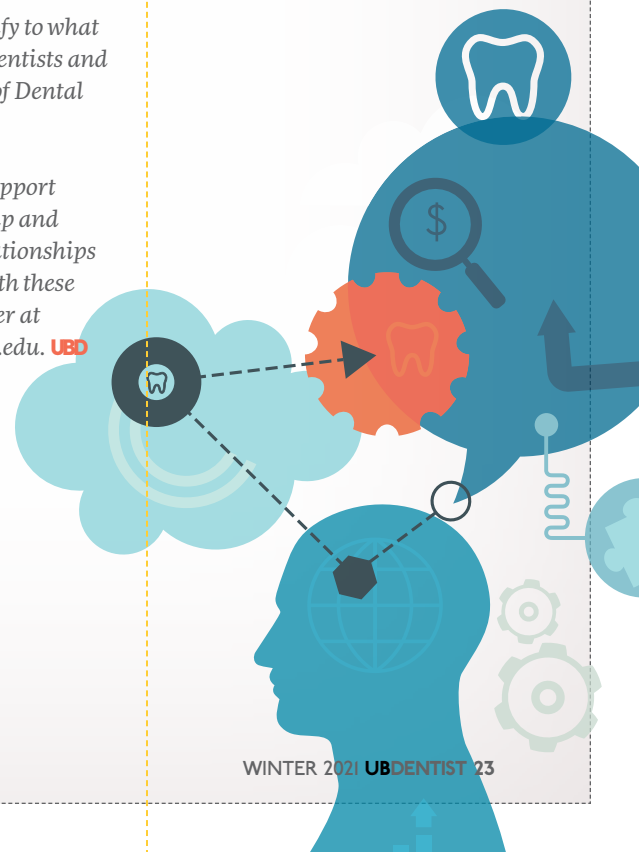 fy to what
entists and
of Dental
pport
p and
ationships
th these
er at
.edu. UBD
$
WINTER 2021 UBDENTIST 23